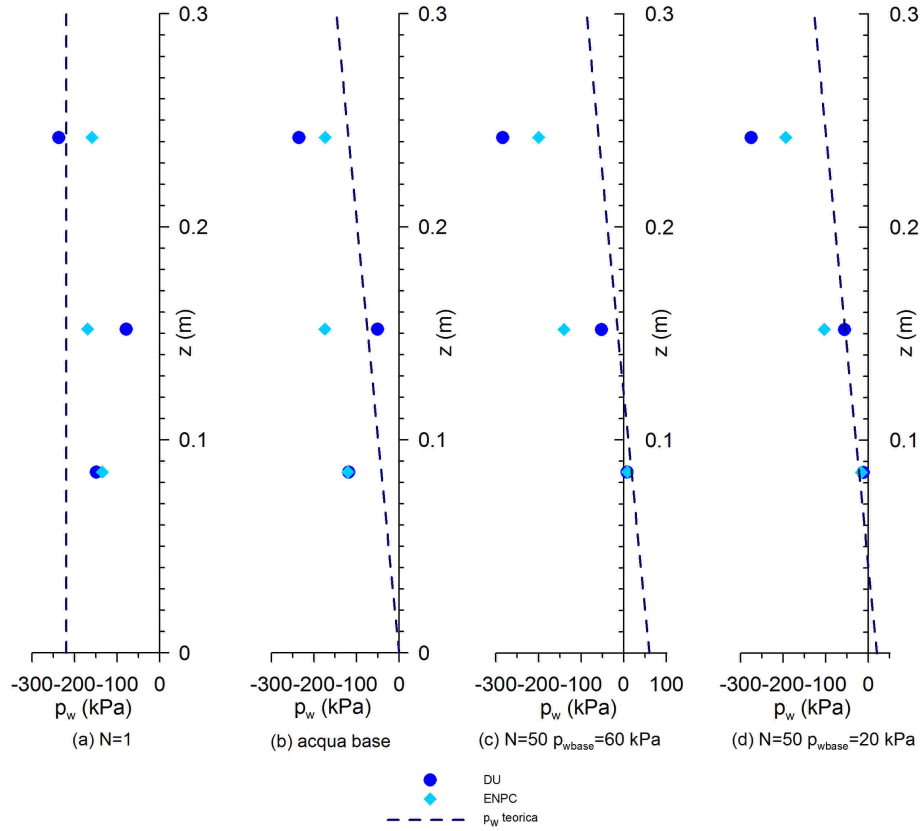 0.3 0.3 0.3 0.3
0.2 0.2 0.2 0.2
z (m) z (m) z (m) z (m)
0.1 0.1 0.1 0.1
0 0 0 0
-300 -200 -100 0 -300 -200 -100 0 -300 -200 -100 0 100 -300 -200 -100 0
pw (kPa) pw (kPa) pw (kPa) pw (kPa)
(a) N=1 (b) acqua base (c) N=50 pwbase=60 kPa (d) N=50 pwbase=20 kPa
DU
ENPC
pw teorica